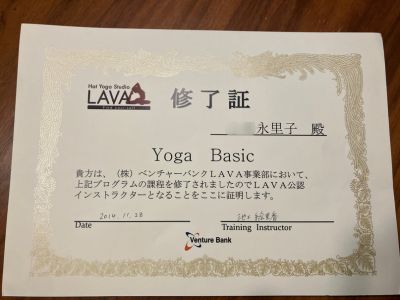 Hot Yoga Studio
LAVA
修了証
永里子 殿
Yoga Basic
貴方は、（株）ベンチャーバンクＬＡＶＡ事業部において、
上記プログラムの課程を修了されましたのでＬＡＶＡ公認
インストラクターとなることをここに証明します。
2014.11.28
Date
Training Instructor
Venture Bank